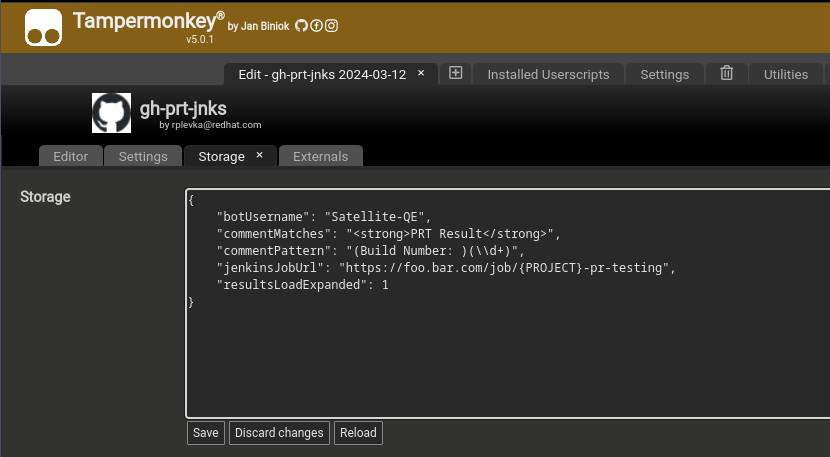 Tampermonkey® by Jan Biniok
v5.0.1
Edit - gh-prt-jnks 2024-03-12 × Installed Userscripts Settings Utilities
gh-prt-jnks
by rplevka@redhat.com
Editor Settings Storage × Externals
Storage
{
    "botUsername": "Satellite-QE",
    "commentMatches": "<strong>PRT Result</strong>",
    "commentPattern": "(Build Number: )(\\d+)",
    "jenkinsJobUrl": "https://foo.bar.com/job/{PROJECT}-pr-testing",
    "resultsLoadExpanded": 1
}
Save Discard changes Reload